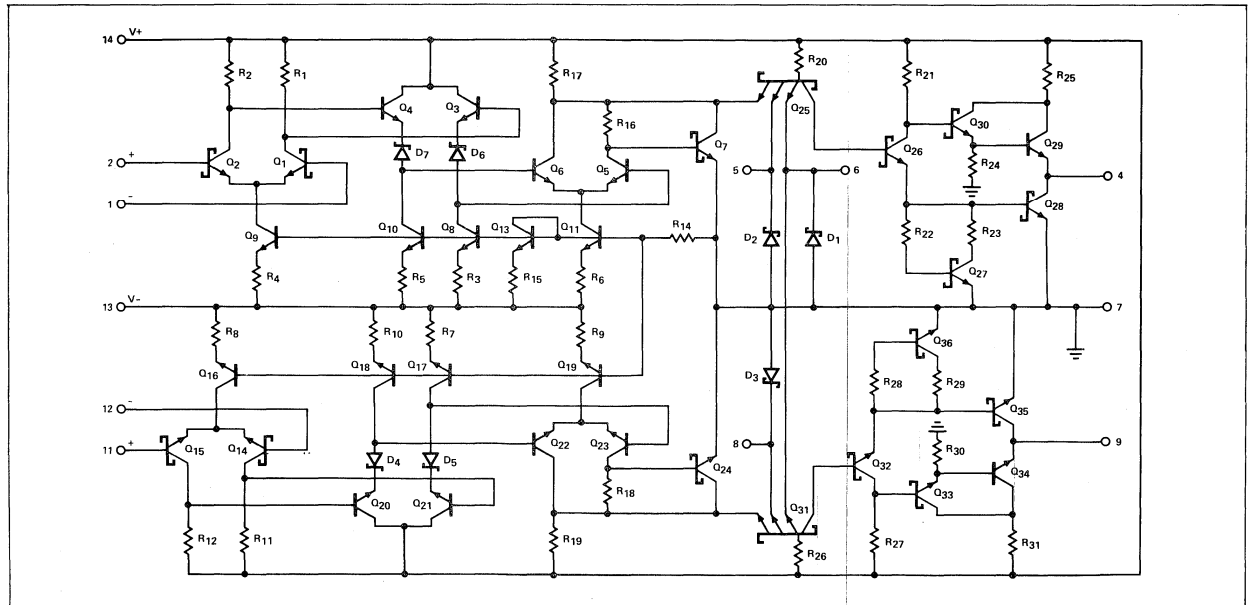 14 V+
R2
R1
R17
R20
R21
R25
Q4
Q3
Q25
Q30
R16
Q7
Q29
D7
D6
Q26
R24
2 +
Q2
Q1
Q6
Q5
5
6
4
Q28
1 -
R14
R22
R23
Q9
Q10
Q8
Q13
Q11
D2
D1
Q27
R4
R5
R3
R15
R6
13 V-
7
R8
R10
R7
R9
Q36
Q16
Q18
Q17
Q19
D3
R28
R29
12 -
Q35
11 +
Q15
Q14
Q22
Q23
8
9
R30
D4
D5
Q24
Q32
Q34
R18
Q33
Q20
Q21
Q31
R12
R11
R19
R26
R27
R31